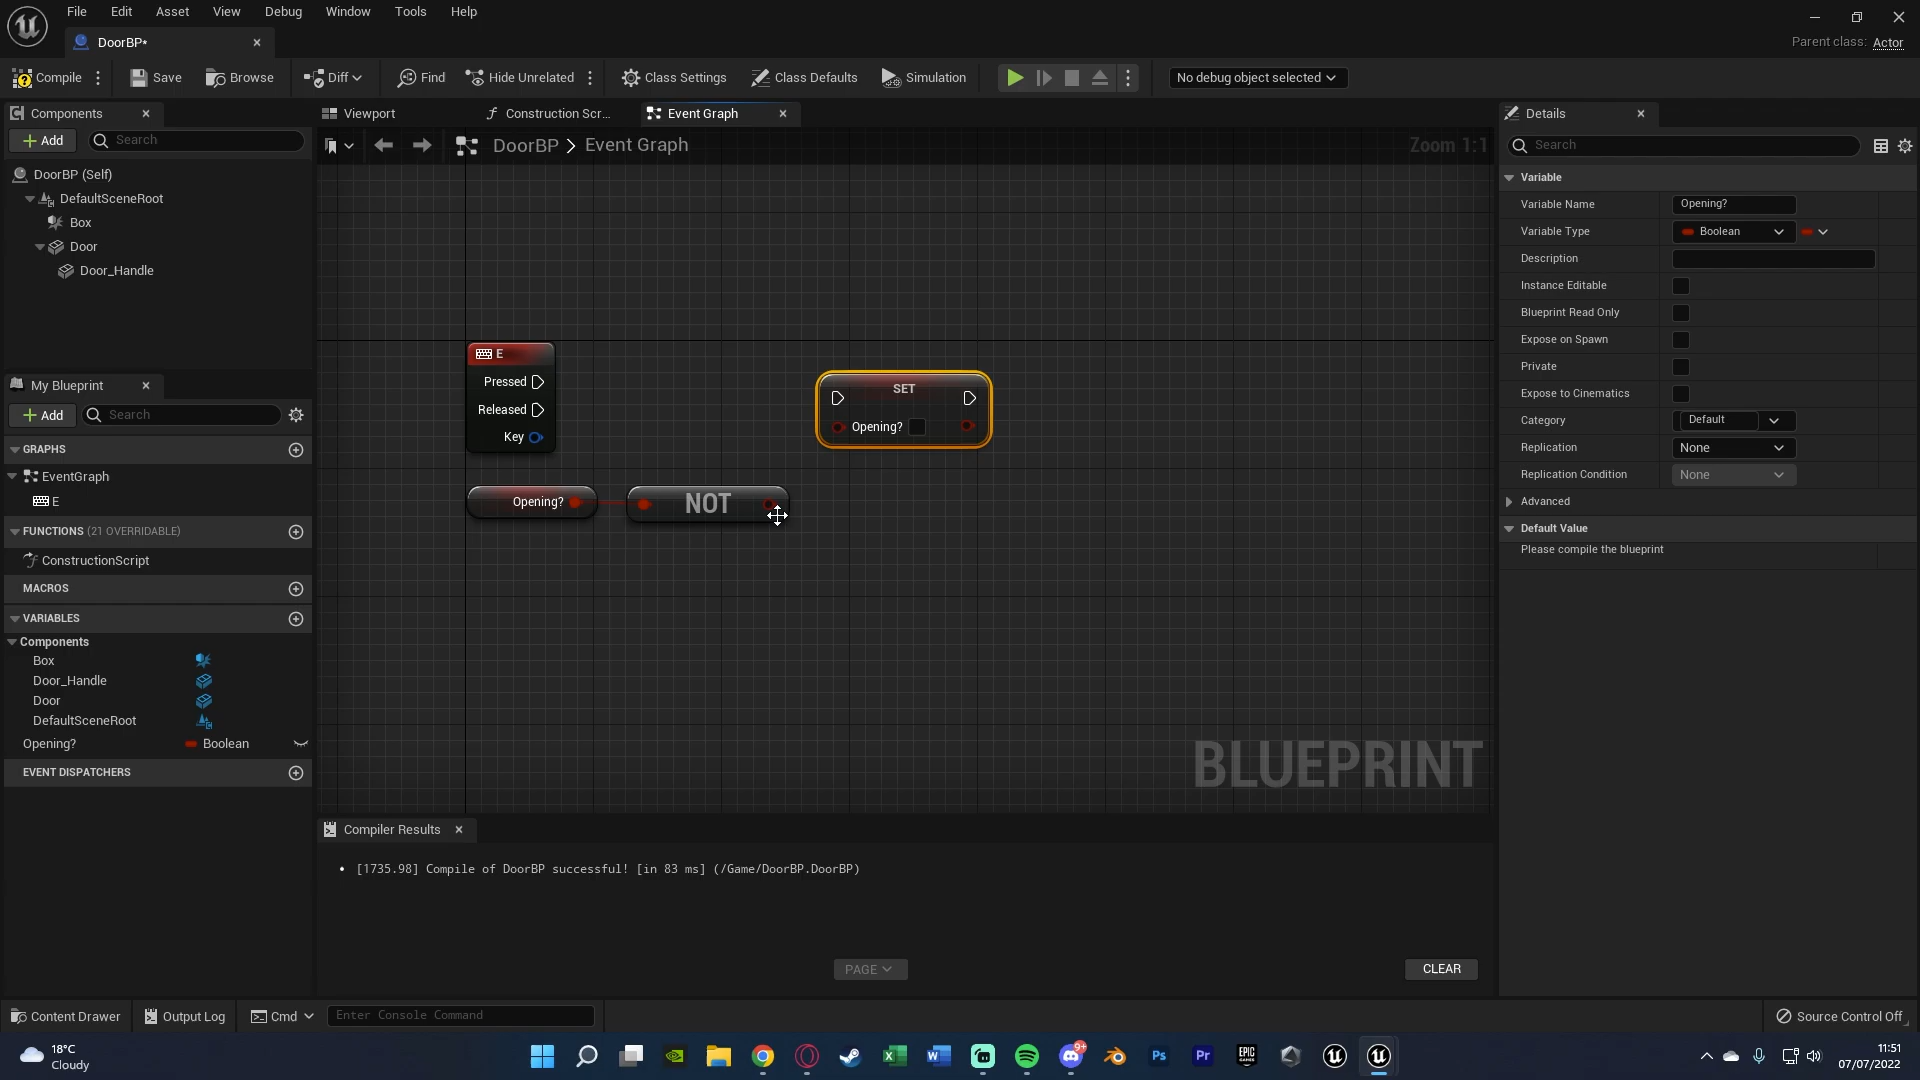 File Edit Asset View Debug Window Tools Help
DoorBP*
Parent class: Actor
Compile Save Browse Diff Find Hide Unrelated Class Settings Class Defaults Simulation No debug object selected
Components
Add Search
DoorBP (Self)
DefaultSceneRoot
Box
Door
Door_Handle
My Blueprint
Add Search
GRAPHS
EventGraph
E
FUNCTIONS (21 OVERRIDABLE)
ConstructionScript
MACROS
VARIABLES
Components
Box
Door_Handle
Door
DefaultSceneRoot
Opening? Boolean
EVENT DISPATCHERS
Viewport Construction Scr... Event Graph
DoorBP > Event Graph Zoom 1:1
E
Pressed
Released
Key
SET
Opening?
Opening? NOT
BLUEPRINT
Compiler Results
• [1735.98] Compile of DoorBP successful! [in 83 ms] (/Game/DoorBP.DoorBP)
PAGE CLEAR
Details
Search
Variable
Variable Name Opening?
Variable Type Boolean
Description
Instance Editable
Blueprint Read Only
Expose on Spawn
Private
Expose to Cinematics
Category Default
Replication None
Replication Condition None
Advanced
Default Value
Please compile the blueprint
Content Drawer Output Log Cmd Enter Console Command Source Control Off
18°C
Cloudy
9+
Ps
Pr
EPIC GAMES
11:51
07/07/2022